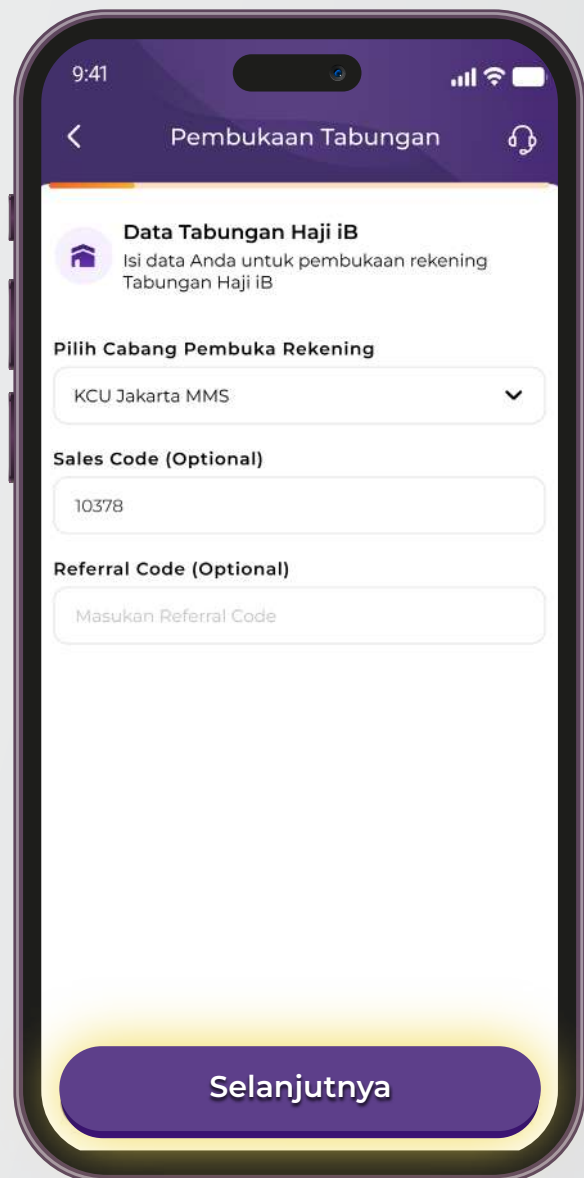 9:41
Pembukaan Tabungan
Data Tabungan Haji iB
Isi data Anda untuk pembukaan rekening
Tabungan Haji iB
Pilih Cabang Pembuka Rekening
KCU Jakarta MMS
Sales Code (Optional)
10378
Referral Code (Optional)
Masukan Referral Code
Selanjutnya